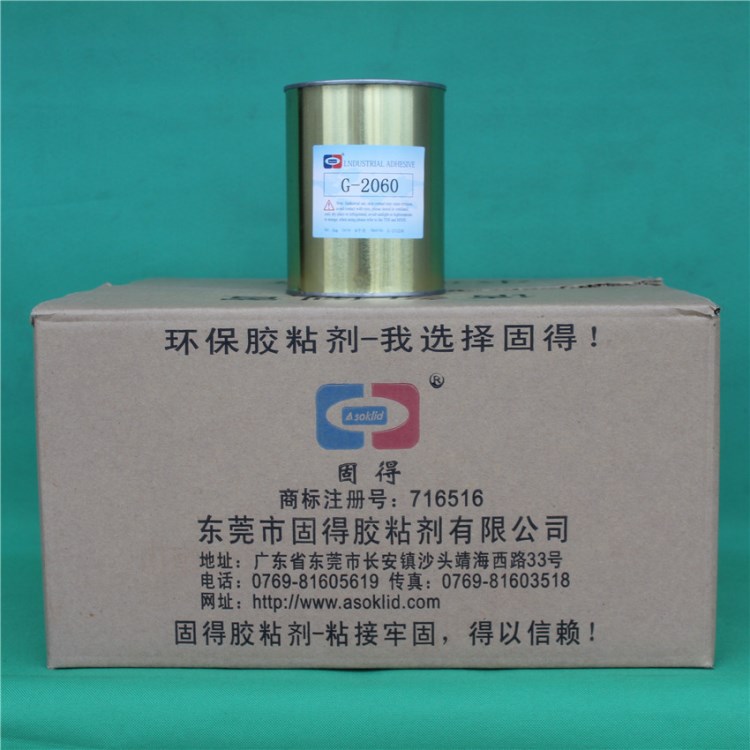 INDUSTRIAL ADHESIVE
G-2060
环保胶粘剂-我选择固得!
®
Asoklid
固得
商标注册号:716516
东莞市固得胶粘剂有限公司
地址:广东省东莞市长安镇沙头靖海西路33号
电话:0769-81605619 传真:0769-81603518
网址:http://www.asoklid.com
固得胶粘剂-粘接牢固,得以信赖!